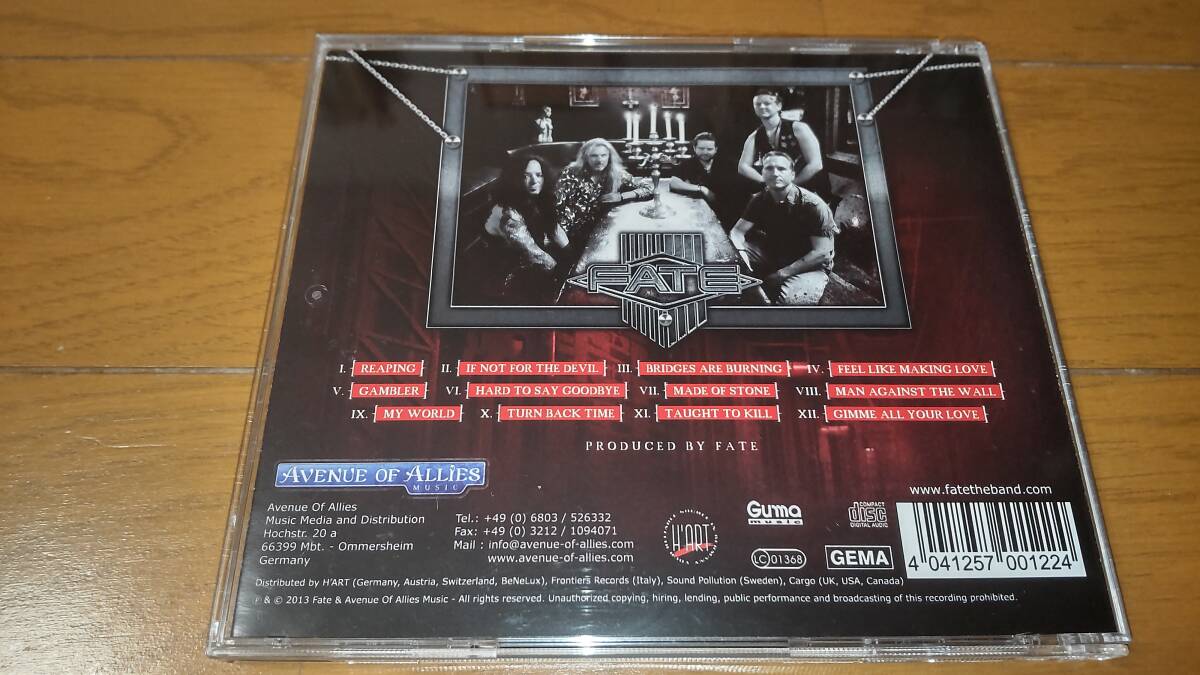 FATE
I. REAPING II. IF NOT FOR THE DEVIL III. BRIDGES ARE BURNING IV. FEEL LIKE MAKING LOVE
V. GAMBLER VI. HARD TO SAY GOODBYE VII. MADE OF STONE VIII. MAN AGAINST THE WALL
IX. MY WORLD X. TURN BACK TIME XI. TAUGHT TO KILL XII. GIMME ALL YOUR LOVE
PRODUCED BY FATE
AVENUE OF ALLIES
MUSIC
Avenue Of Allies
Music Media and Distribution
Hochstr. 20 a
66399 Mbt. - Ommersheim
Germany
Tel.: +49 (0) 6803 / 526332
Fax: +49 (0) 3212 / 1094071
Mail : info@avenue-of-allies.com
www.avenue-of-allies.com
H'ART
Guma
music
COMPACT
disc
DIGITAL AUDIO
LC 01368
GEMA
www.fatetheband.com
4 041257 001224
Distributed by H'ART (Germany, Austria, Switzerland, BeNeLux), Frontiers Records (Italy), Sound Pollution (Sweden), Cargo (UK, USA, Canada)
℗ & © 2013 Fate & Avenue Of Allies Music - All rights reserved. Unauthorized copying, hiring, lending, public performance and broadcasting of this recording prohibited.